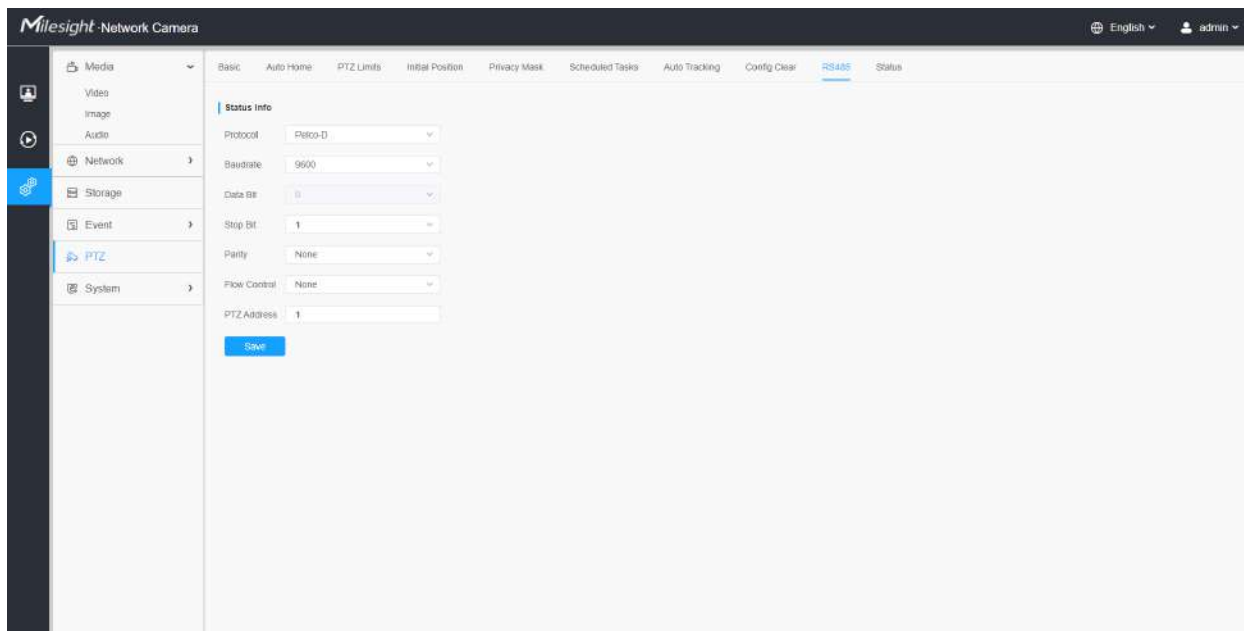 Milesight Network Camera
English
admin
Media
Video
Image
Audio
Network
Storage
Event
PTZ
System
Basic Auto Home PTZ Limits Initial Position Privacy Mask Scheduled Tasks Auto Tracking Config Clear RS485 Status
Status Info
Protocol Pelco-D
Baudrate 9600
Data Bit 8
Stop Bit 1
Parity None
Flow Control None
PTZ Address 1
Save